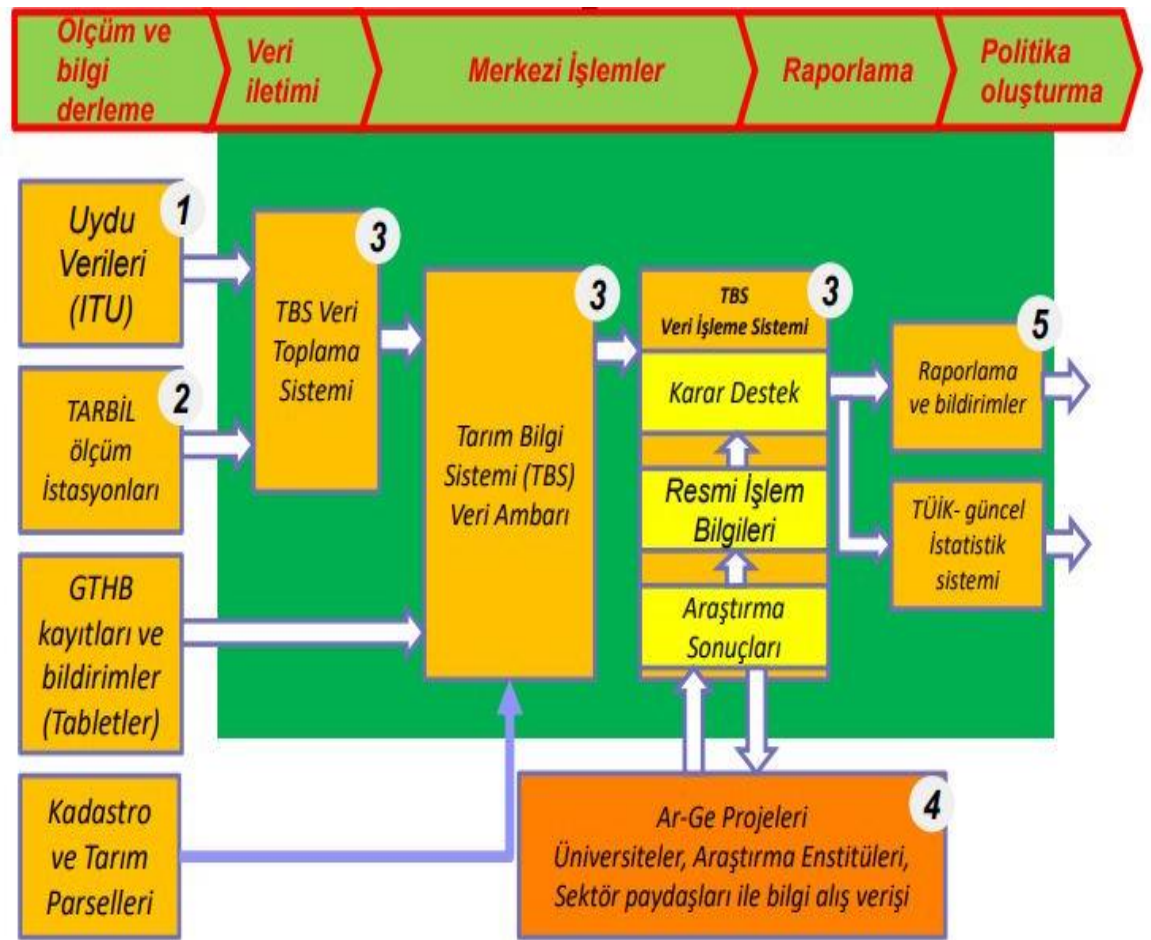 Ölçüm ve
bilgi
derleme
Veri
iletimi
Merkezi İşlemler
Raporlama
Politika
oluşturma
1
Uydu
Verileri
(ITU)
2
TARBİL
ölçüm
İstasyonları
GTHB
kayıtları ve
bildirimler
(Tabletler)
Kadastro
ve Tarım
Parselleri
3
TBS Veri
Toplama
Sistemi
3
Tarım Bilgi
Sistemi (TBS)
Veri Ambarı
3
TBS
Veri İşleme Sistemi
Karar Destek
Resmi İşlem
Bilgileri
Araştırma
Sonuçları
5
Raporlama
ve bildirimler
TÜİK- güncel
İstatistik
sistemi
4
Ar-Ge Projeleri
Üniversiteler, Araştırma Enstitüleri,
Sektör paydaşları ile bilgi alış verişi